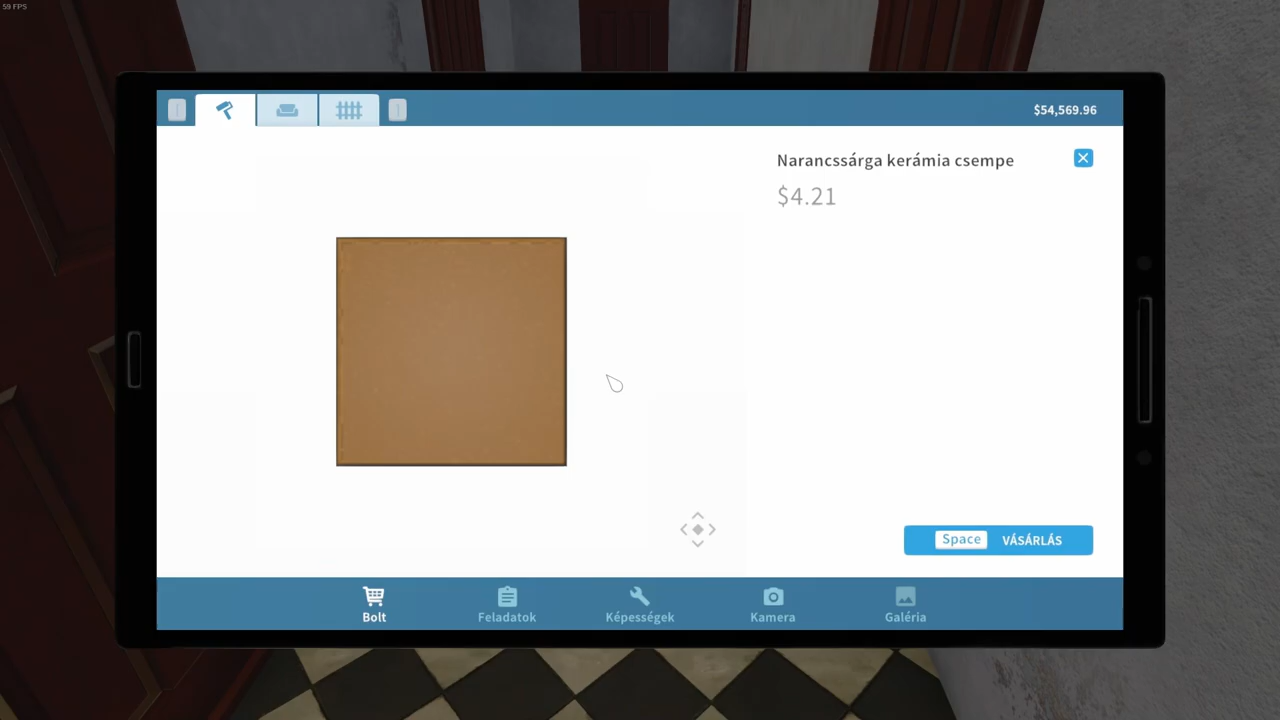 59 FPS
$54,569.96
Narancssárga kerámia csempe
$4.21
Space VÁSÁRLÁS
Bolt
Feladatok
Képességek
Kamera
Galéria